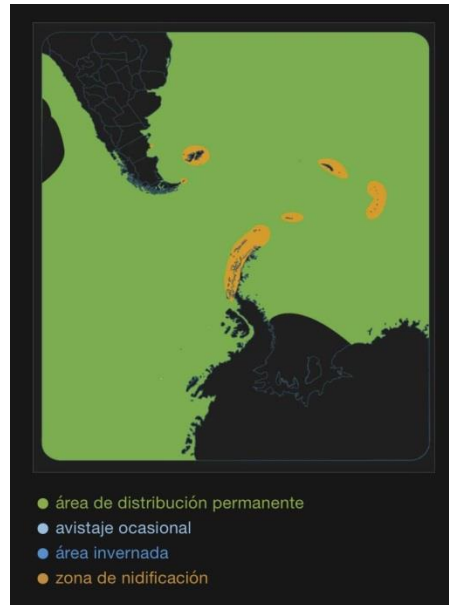 área de distribución permanente
avistaje ocasional
área invernada
zona de nidificación